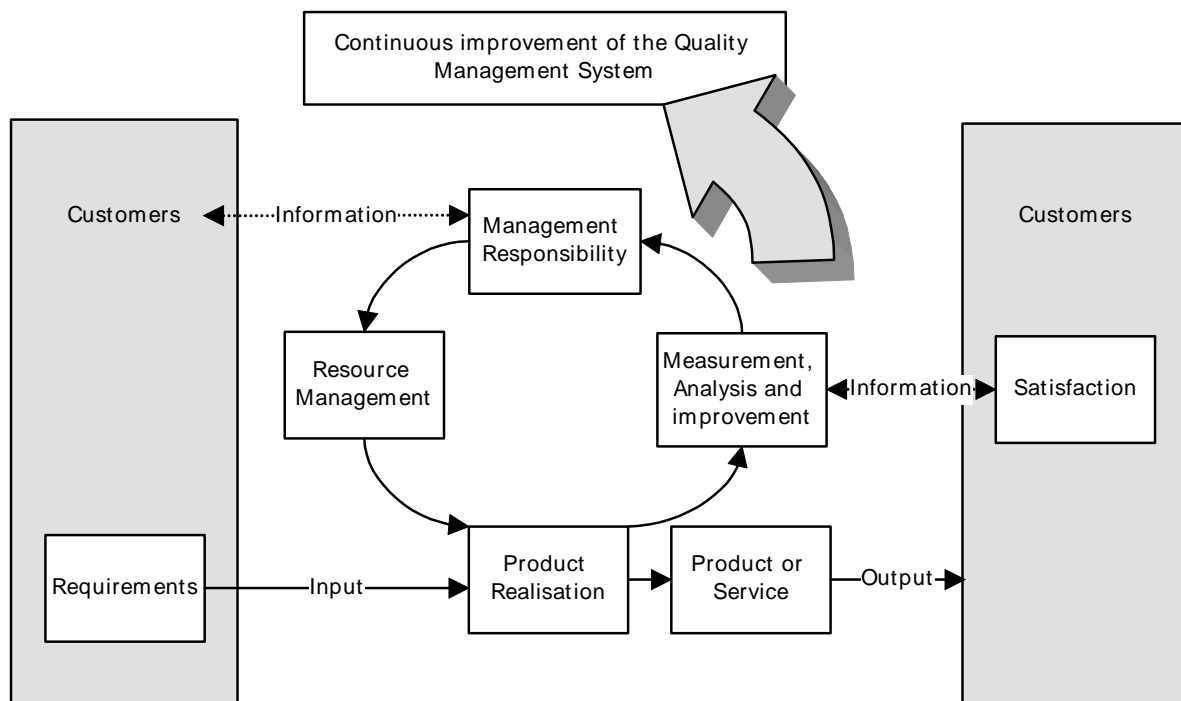 Continuous improvement of the Quality
Management System
Customers
Information
Management
Responsibility
Customers
Resource
Management
Measurement,
Analysis and
improvement
Information
Satisfaction
Requirements
Input
Product
Realisation
Product or
Service
Output